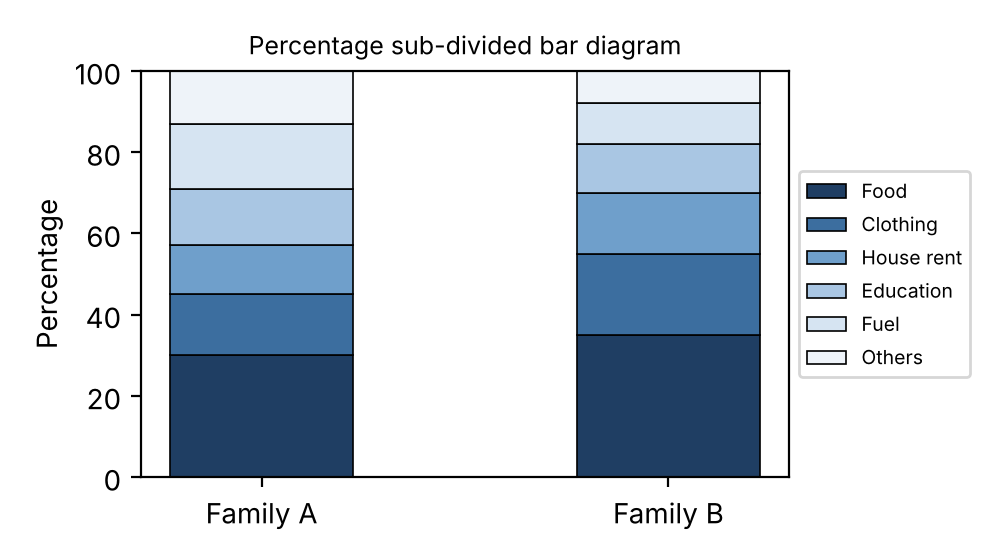 Percentage sub-divided bar diagram
100
80
60
40
20
0
Percentage
Family A
Family B
Food
Clothing
House rent
Education
Fuel
Others